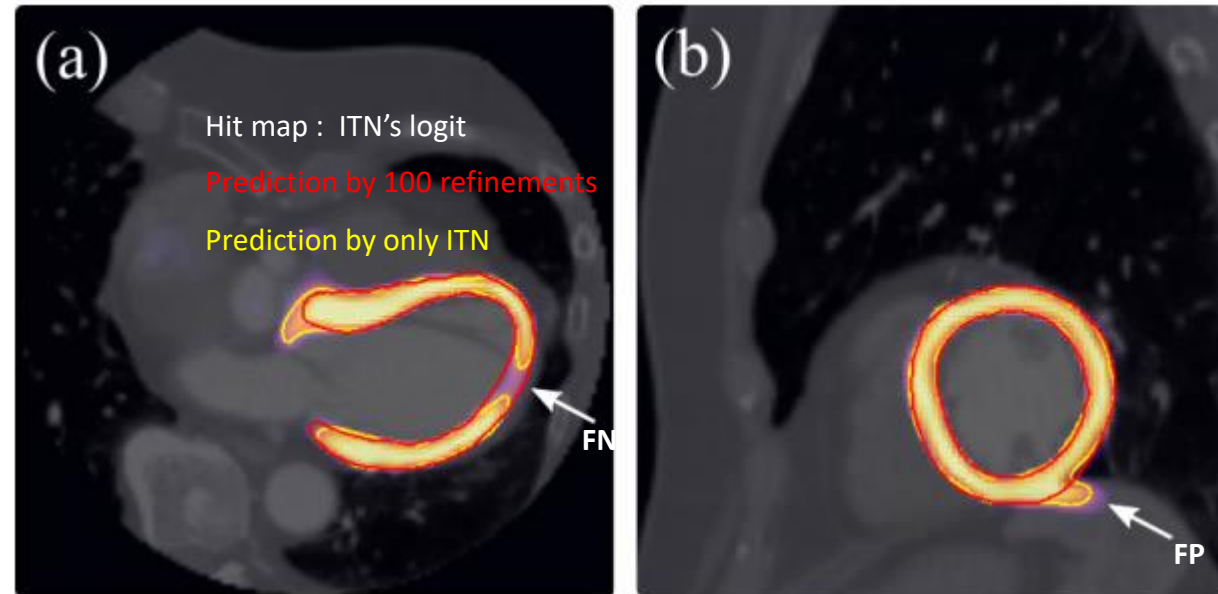 (a)
Hit map :  ITN’s logit
Prediction by 100 refinements
Prediction by only ITN
FN
(b)
FP